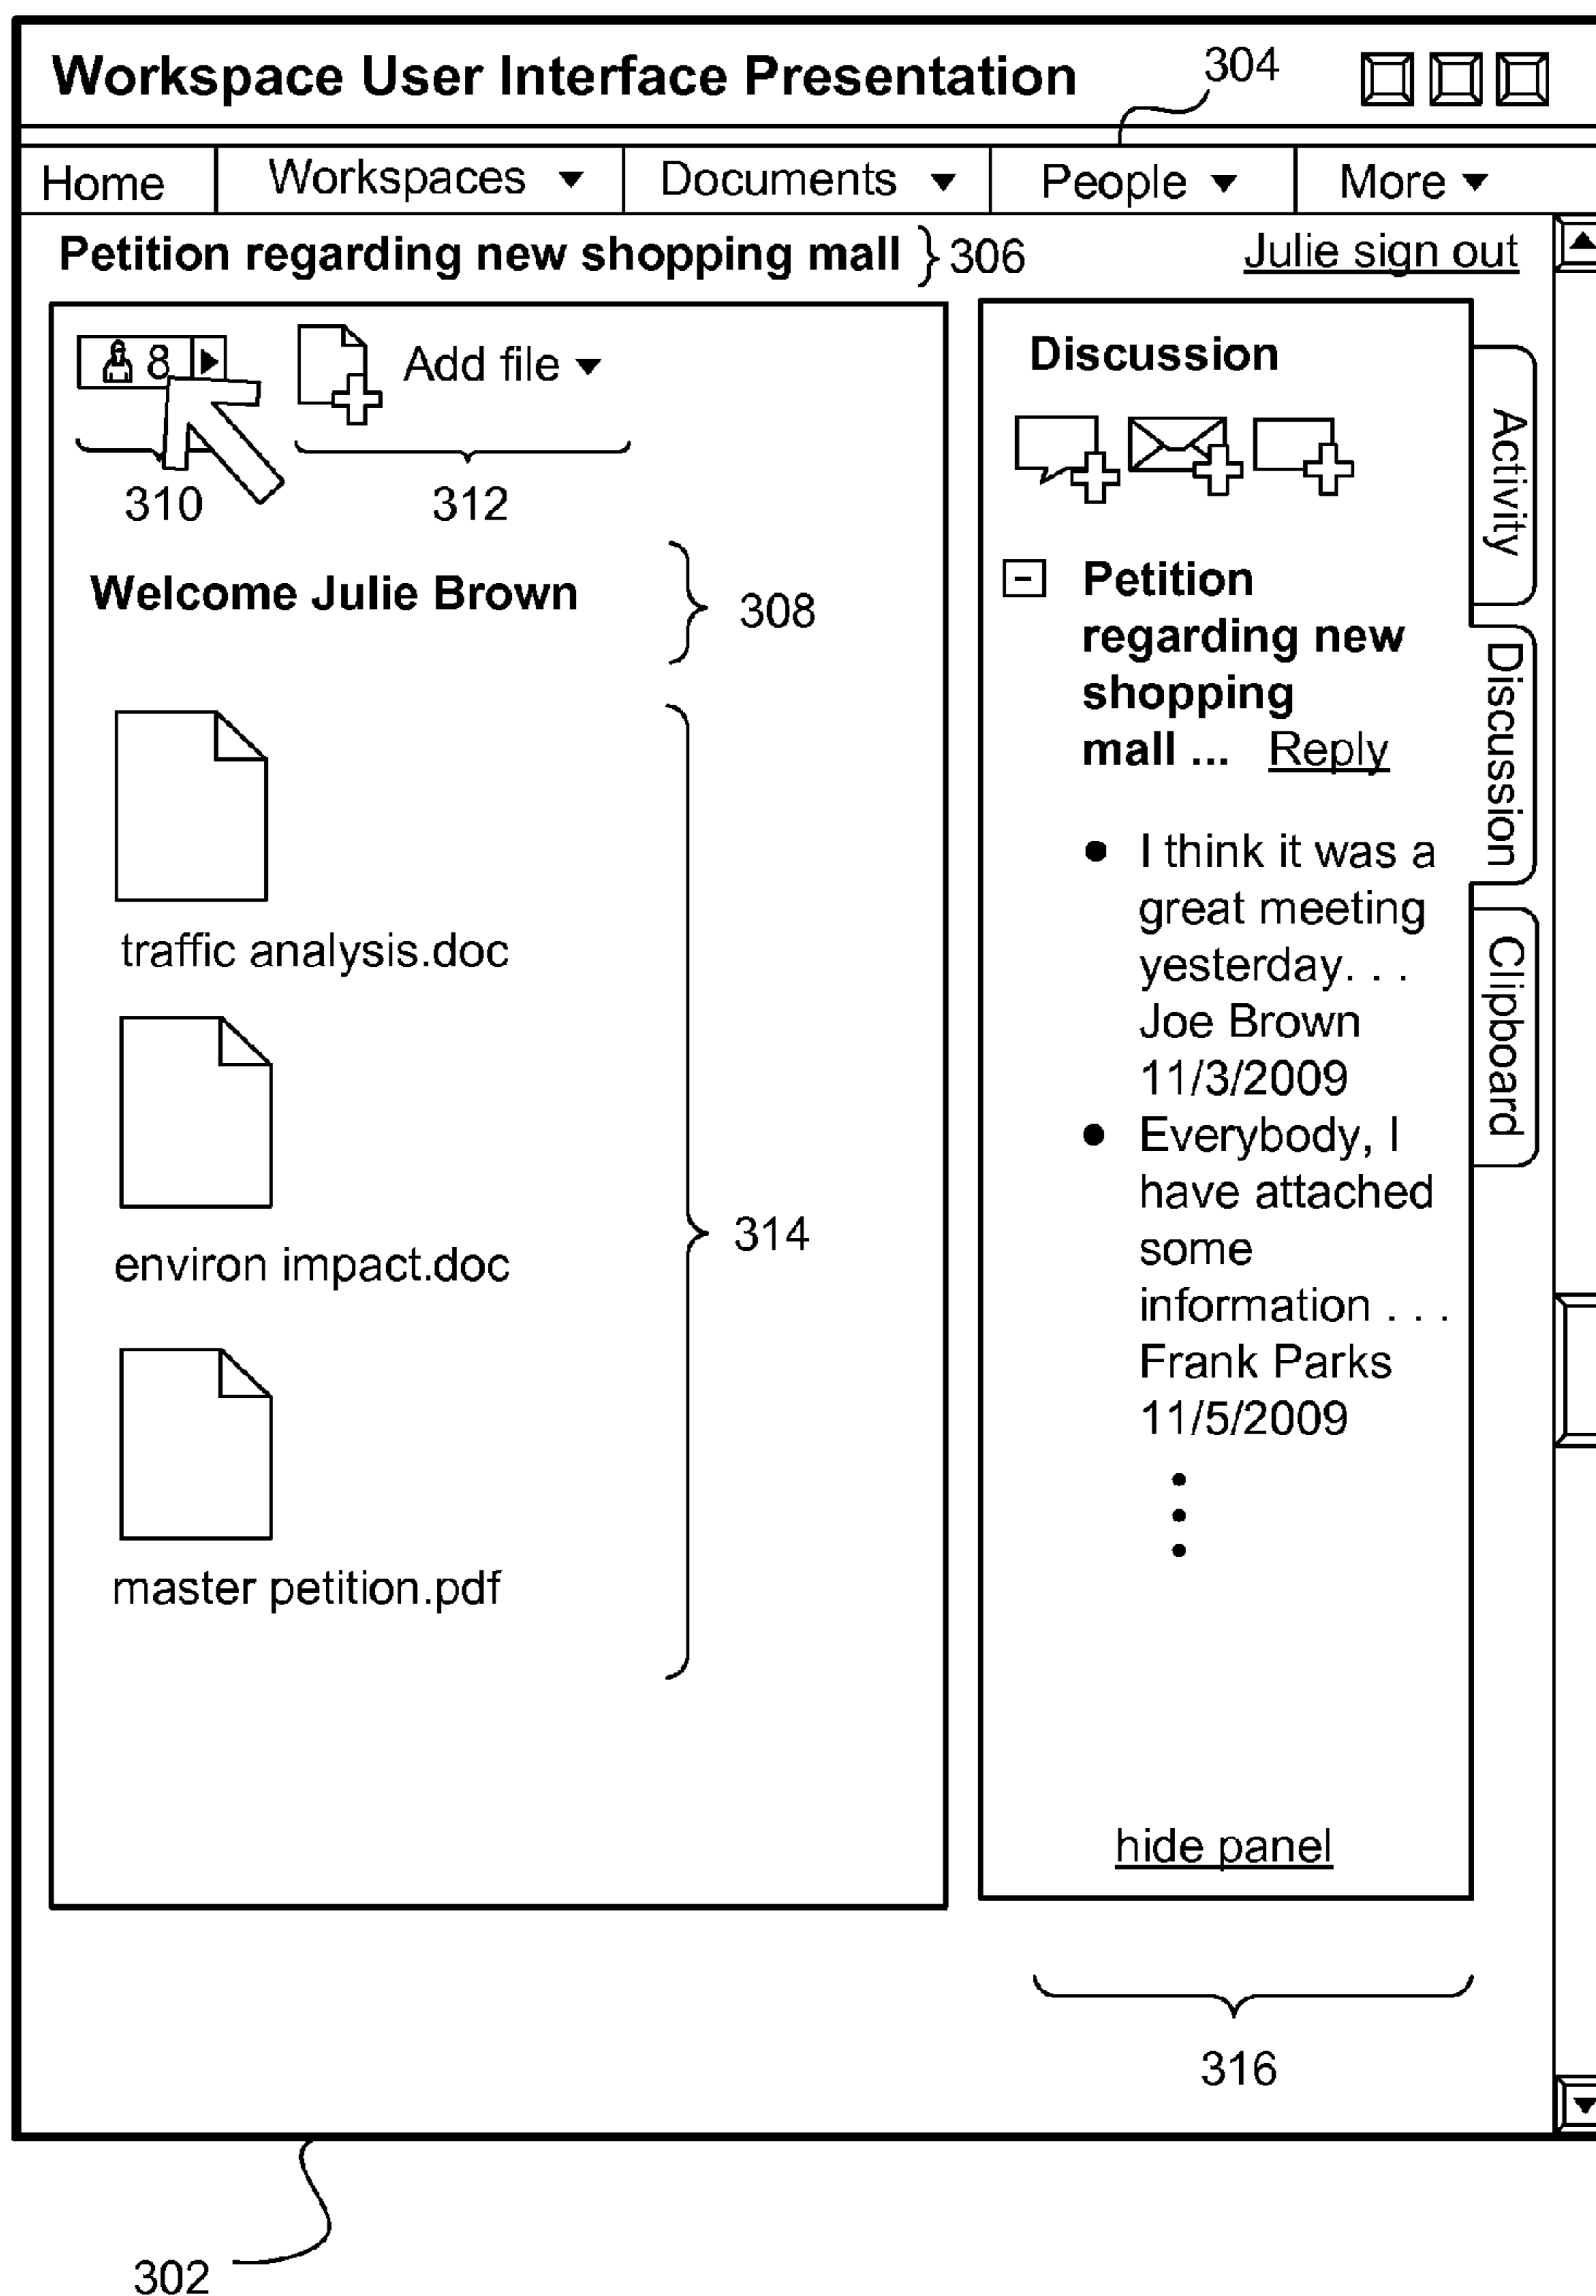 Workspace User Interface Presentation
304
Home
Workspaces
Documents
People
More
Petition regarding new shopping mall
306
Julie sign out
8
Add file
310
312
Welcome Julie Brown
308
traffic analysis.doc
environ impact.doc
master petition.pdf
314
Discussion
Petition
regarding new
shopping
mall ... Reply
I think it was a
great meeting
yesterday. . .
Joe Brown
11/3/2009
Everybody, I
have attached
some
information . . .
Frank Parks
11/5/2009
hide panel
Activity
Discussion
Clipboard
316
302